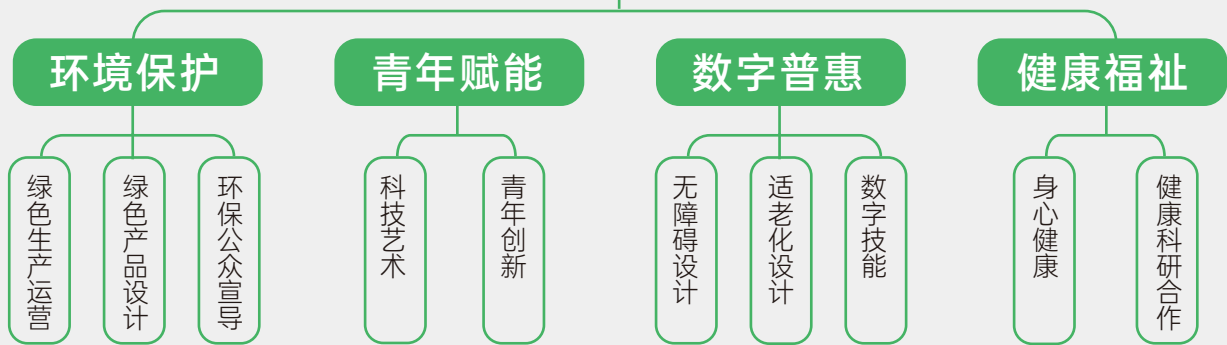 环境保护
青年赋能
数字普惠
健康福祉
绿色生产运营
绿色产品设计
环保公众宣导
科技艺术
青年创新
无障碍设计
适老化设计
数字技能
身心健康
健康科研合作